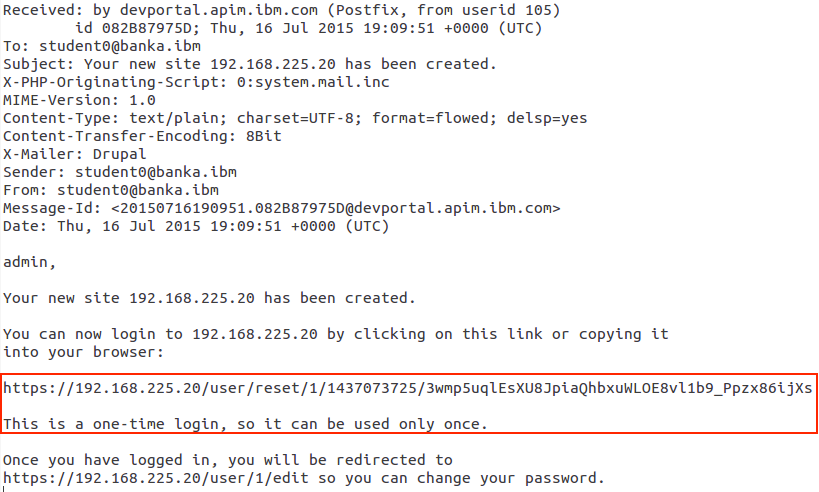 Received: by devportal.apim.ibm.com (Postfix, from userid 105)
id 082B87975D; Thu, 16 Jul 2015 19:09:51 +0000 (UTC)
To: student0@banka.ibm
Subject: Your new site 192.168.225.20 has been created.
X-PHP-Originating-Script: 0:system.mail.inc
MIME-Version: 1.0
Content-Type: text/plain; charset=UTF-8; format=flowed; delsp=yes
Content-Transfer-Encoding: 8Bit
X-Mailer: Drupal
Sender: student0@banka.ibm
From: student0@banka.ibm
Message-Id: <20150716190951.082B87975D@devportal.apim.ibm.com>
Date: Thu, 16 Jul 2015 19:09:51 +0000 (UTC)
admin,
Your new site 192.168.225.20 has been created.
You can now login to 192.168.225.20 by clicking on this link or copying it
into your browser:
https://192.168.225.20/user/reset/1/1437073725/3wmp5uqlEsXU8JpiaQhbxuWLOE8vl1b9_Ppzx86ijXs
This is a one-time login, so it can be used only once.
Once you have logged in, you will be redirected to
https://192.168.225.20/user/1/edit so you can change your password.